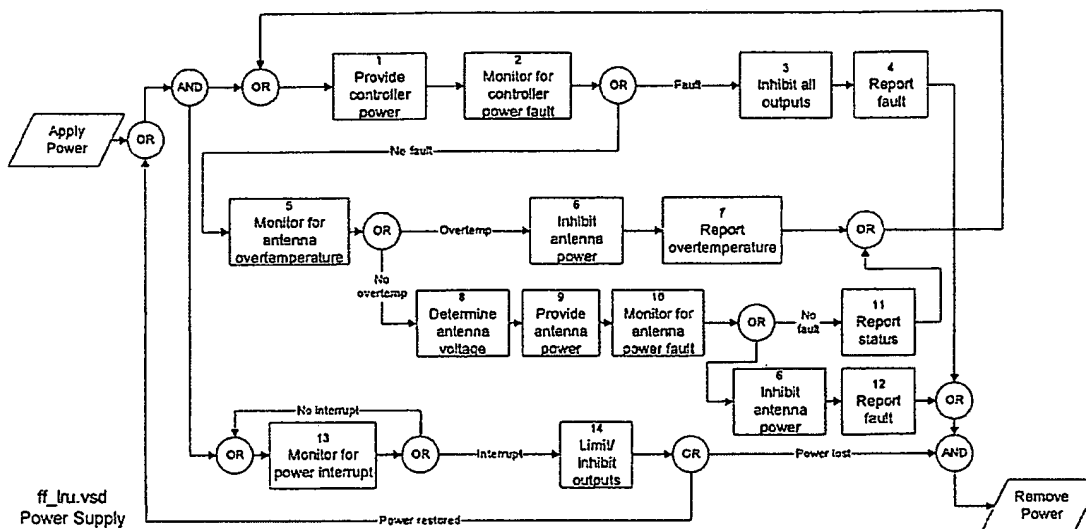 1
Provide
controller
power
2
Monitor for
controller
power fault
3
Inhibit all
outputs
4
Report
fault
AND
OR
OR
Fault
Apply
Power
OR
No fault
5
Monitor for
antenna
overtemperature
OR
Overtemp
6
Inhibit
antenna
power
7
Report
overtemperature
OR
No
overtemp
8
Determine
antenna
voltage
9
Provide
antenna
power
10
Monitor for
antenna
power fault
OR
No
fault
11
Report
status
6
Inhibit
antenna
power
12
Report
fault
OR
No interrupt
OR
13
Monitor for
power interrupt
OR
Interrupt
14
Limit/
Inhibit
outputs
OR
Power lost
AND
ff_lru.vsd
Power Supply
Power restored
Remove
Power